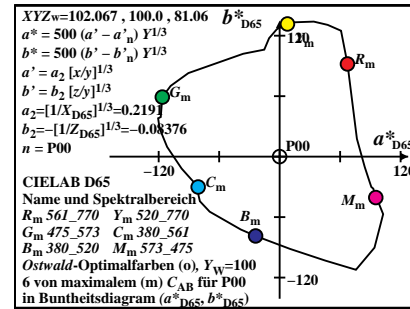 XYZw=102.067, 100.0, 81.06
a* = 500 (a' - a'n) Y1/3
b* = 500 (b' - b'n) Y1/3
a' = a2 [x/y]1/3
b' = b2 [z/y]1/3
a2=[1/XD65]1/3=0.2191
b2=-[1/ZD65]1/3=-0.08376
n = P00
CIELAB D65
Name und Spektralbereich
Rm 561_770 Ym 520_770
Gm 475_573 Cm 380_561
Bm 380_520 Mm 573_475
Ostwald-Optimalfarben (o), YW=100
6 von maximalem (m) CAB für P00
in Buntheitsdiagram (a*D65, b*D65)
b*D65
120
Ym
Rm
Gm
P00
a*D65
-120
120
Cm
Mm
Bm
-120